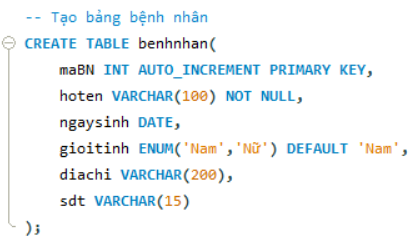 -- Tạo bảng bệnh nhân
CREATE TABLE benhnhan(
maBN INT AUTO_INCREMENT PRIMARY KEY,
hoten VARCHAR(100) NOT NULL,
ngaysinh DATE,
gioitinh ENUM('Nam','Nữ') DEFAULT 'Nam',
diachi VARCHAR(200),
sdt VARCHAR(15)
);